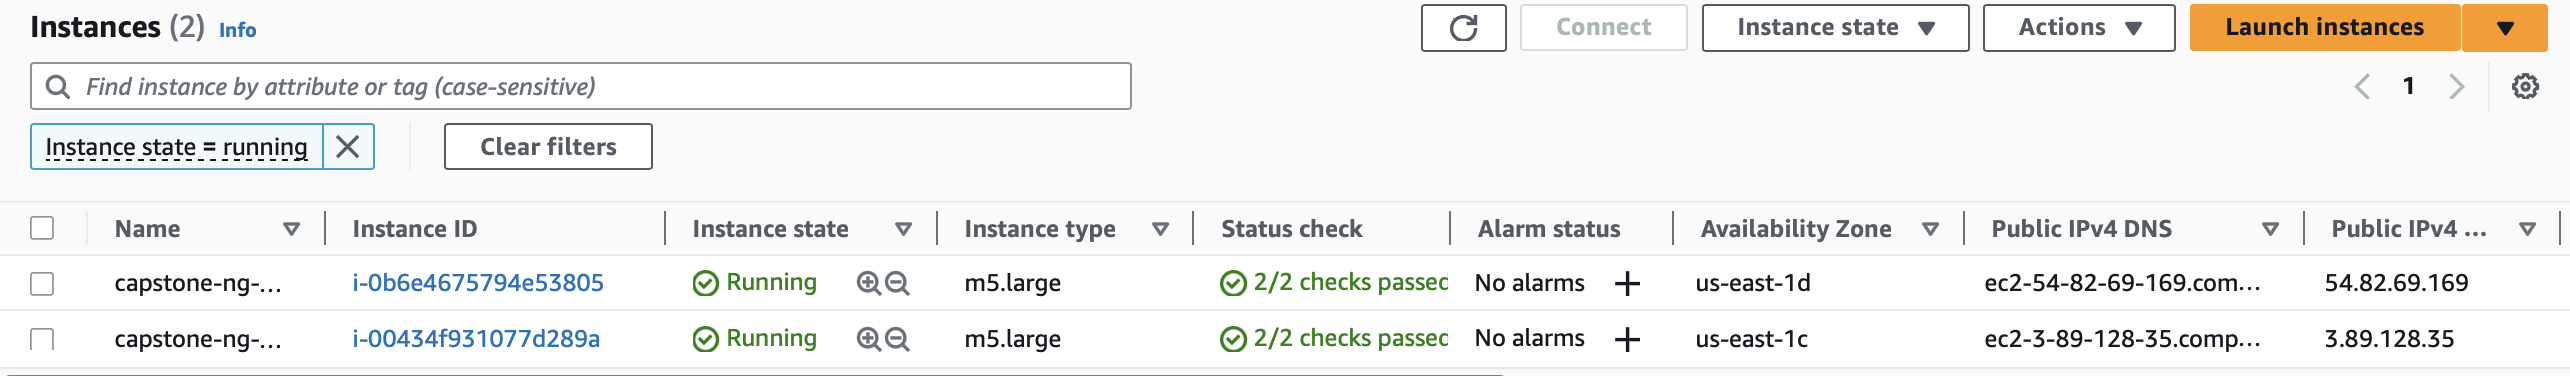 Instances (2) Info
Connect Instance state Actions Launch instances
Find instance by attribute or tag (case-sensitive)
1
Instance state = running
Clear filters
Name Instance ID Instance state Instance type Status check Alarm status Availability Zone Public IPv4 DNS Public IPv4 ...
capstone-ng-... i-0b6e4675794e53805 Running m5.large 2/2 checks passed No alarms + us-east-1d ec2-54-82-69-169.com... 54.82.69.169
capstone-ng-... i-00434f931077d289a Running m5.large 2/2 checks passed No alarms + us-east-1c ec2-3-89-128-35.comp... 3.89.128.35